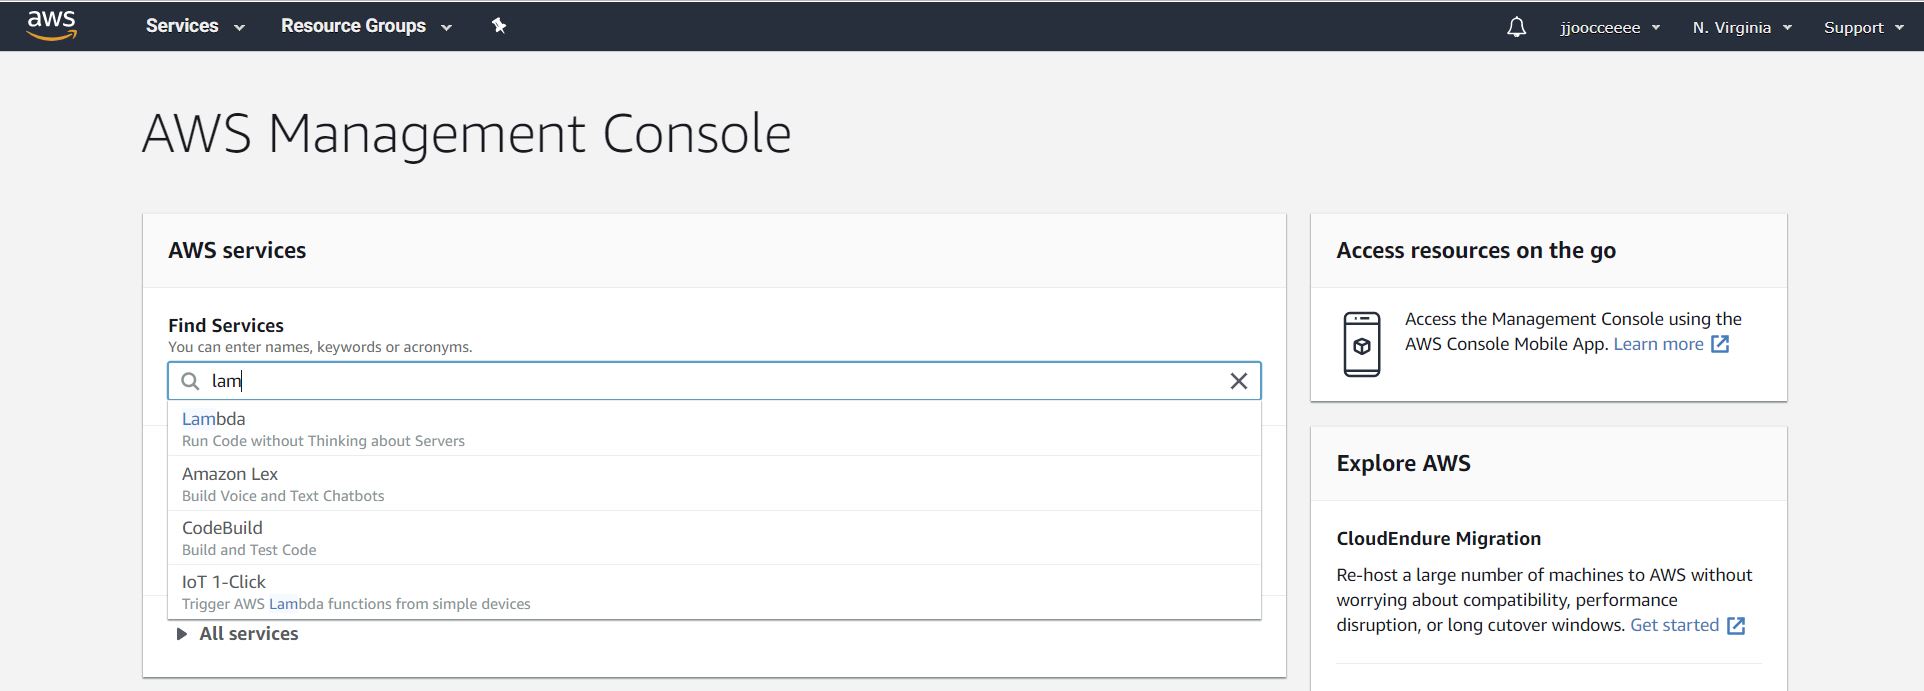 aws
Services
Resource Groups
jjoocceeee
N. Virginia
Support
AWS Management Console
AWS services
Find Services
You can enter names, keywords or acronyms.
lam
Lambda
Run Code without Thinking about Servers
Amazon Lex
Build Voice and Text Chatbots
CodeBuild
Build and Test Code
IoT 1-Click
Trigger AWS Lambda functions from simple devices
All services
Access resources on the go
Access the Management Console using the
AWS Console Mobile App. Learn more
Explore AWS
CloudEndure Migration
Re-host a large number of machines to AWS without
worrying about compatibility, performance
disruption, or long cutover windows. Get started